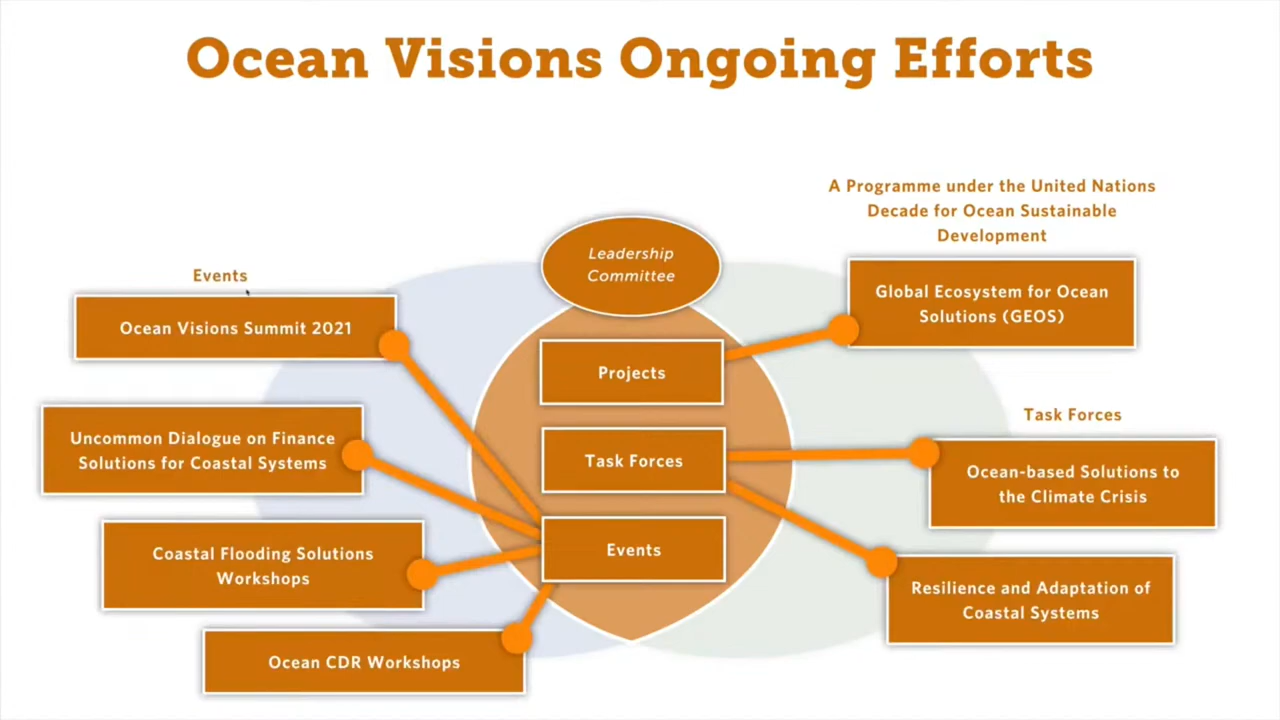 Ocean Visions Ongoing Efforts
A Programme under the United Nations
Decade for Ocean Sustainable
Development
Leadership
Committee
Events
Global Ecosystem for Ocean
Solutions (GEOS)
Ocean Visions Summit 2021
Projects
Task Forces
Uncommon Dialogue on Finance
Solutions for Coastal Systems
Task Forces
Ocean-based Solutions to
the Climate Crisis
Coastal Flooding Solutions
Workshops
Events
Resilience and Adaptation of
Coastal Systems
Ocean CDR Workshops